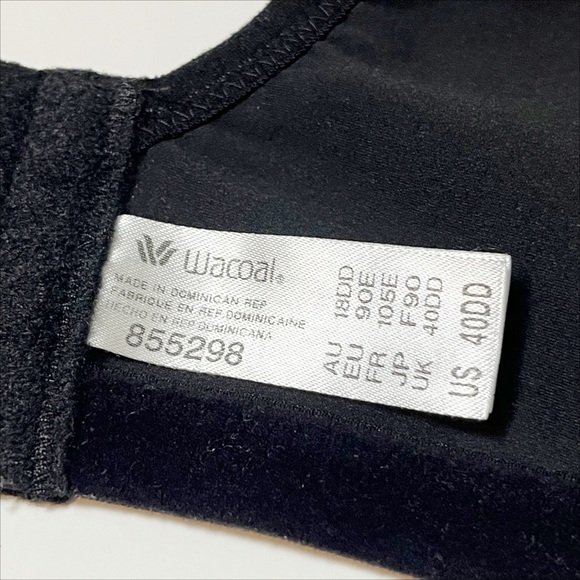 wacoal®
MADE IN DOMINICAN REP
FABRIQUE EN REP DOMINICAINE
HECHO EN REP DOMINICANA
855298
AU 18DD
EU 90E
FR 105E
JP F90
UK 40DD
US 40DD